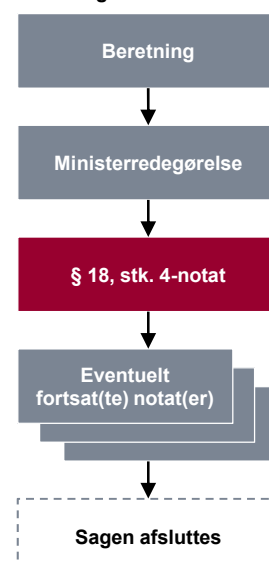 Beretning
Ministerredegørelse
§ 18, stk. 4-notat
Eventuelt
fortsat(te) notat(er)
Sagen afsluttes